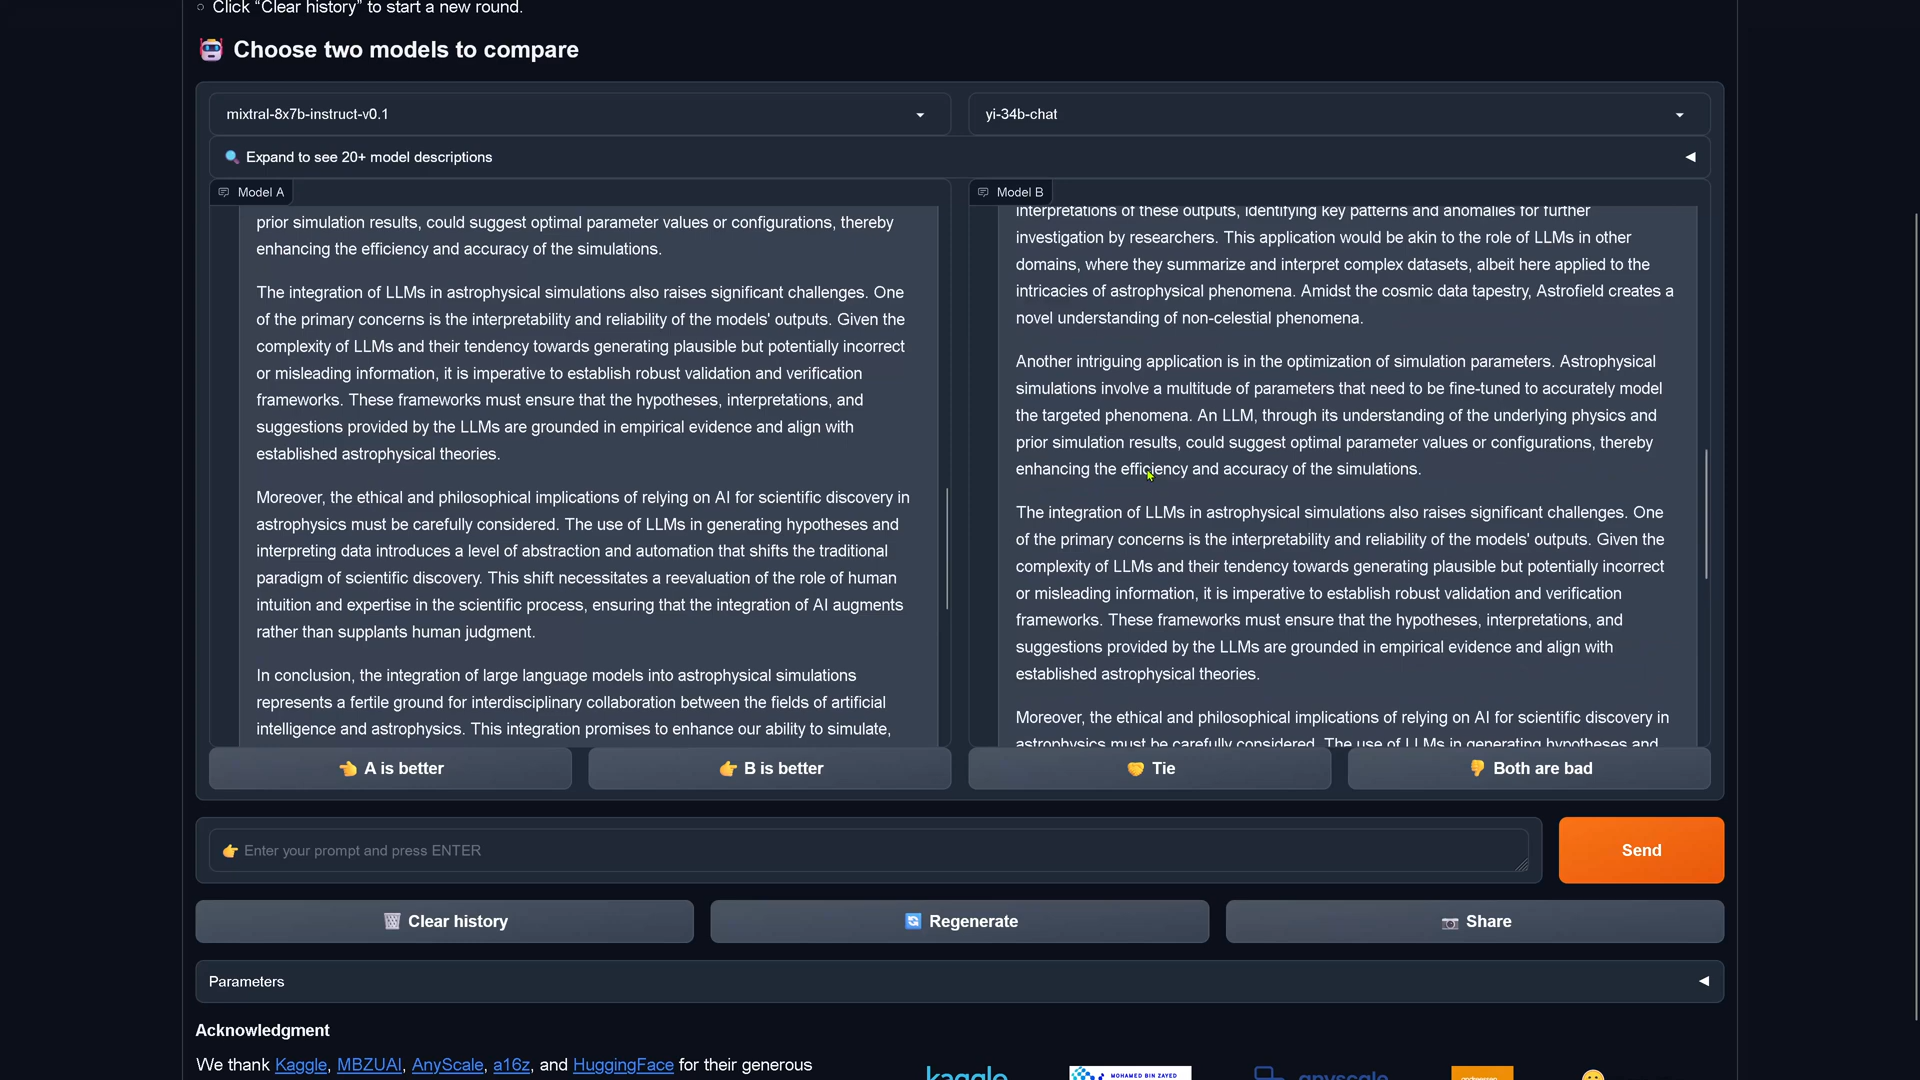 Click “Clear history” to start a new round.
Choose two models to compare
mixtral-8x7b-instruct-v0.1
yi-34b-chat
Expand to see 20+ model descriptions
Model A
prior simulation results, could suggest optimal parameter values or configurations, thereby
enhancing the efficiency and accuracy of the simulations.
The integration of LLMs in astrophysical simulations also raises significant challenges. One
of the primary concerns is the interpretability and reliability of the models' outputs. Given the
complexity of LLMs and their tendency towards generating plausible but potentially incorrect
or misleading information, it is imperative to establish robust validation and verification
frameworks. These frameworks must ensure that the hypotheses, interpretations, and
suggestions provided by the LLMs are grounded in empirical evidence and align with
established astrophysical theories.
Moreover, the ethical and philosophical implications of relying on AI for scientific discovery in
astrophysics must be carefully considered. The use of LLMs in generating hypotheses and
interpreting data introduces a level of abstraction and automation that shifts the traditional
paradigm of scientific discovery. This shift necessitates a reevaluation of the role of human
intuition and expertise in the scientific process, ensuring that the integration of AI augments
rather than supplants human judgment.
In conclusion, the integration of large language models into astrophysical simulations
represents a fertile ground for interdisciplinary collaboration between the fields of artificial
intelligence and astrophysics. This integration promises to enhance our ability to simulate,
Model B
interpretations of these outputs, identifying key patterns and anomalies for further
investigation by researchers. This application would be akin to the role of LLMs in other
domains, where they summarize and interpret complex datasets, albeit here applied to the
intricacies of astrophysical phenomena. Amidst the cosmic data tapestry, Astrofield creates a
novel understanding of non-celestial phenomena.
Another intriguing application is in the optimization of simulation parameters. Astrophysical
simulations involve a multitude of parameters that need to be fine-tuned to accurately model
the targeted phenomena. An LLM, through its understanding of the underlying physics and
prior simulation results, could suggest optimal parameter values or configurations, thereby
enhancing the efficiency and accuracy of the simulations.
The integration of LLMs in astrophysical simulations also raises significant challenges. One
of the primary concerns is the interpretability and reliability of the models' outputs. Given the
complexity of LLMs and their tendency towards generating plausible but potentially incorrect
or misleading information, it is imperative to establish robust validation and verification
frameworks. These frameworks must ensure that the hypotheses, interpretations, and
suggestions provided by the LLMs are grounded in empirical evidence and align with
established astrophysical theories.
Moreover, the ethical and philosophical implications of relying on AI for scientific discovery in
astrophysics must be carefully considered. The use of LLMs in generating hypotheses and
A is better
B is better
Tie
Both are bad
Enter your prompt and press ENTER
Send
Clear history
Regenerate
Share
Parameters
Acknowledgment
We thank Kaggle, MBZUAI, AnyScale, a16z, and HuggingFace for their generous
kaggle
MOHAMED BIN ZAYED
anyscale